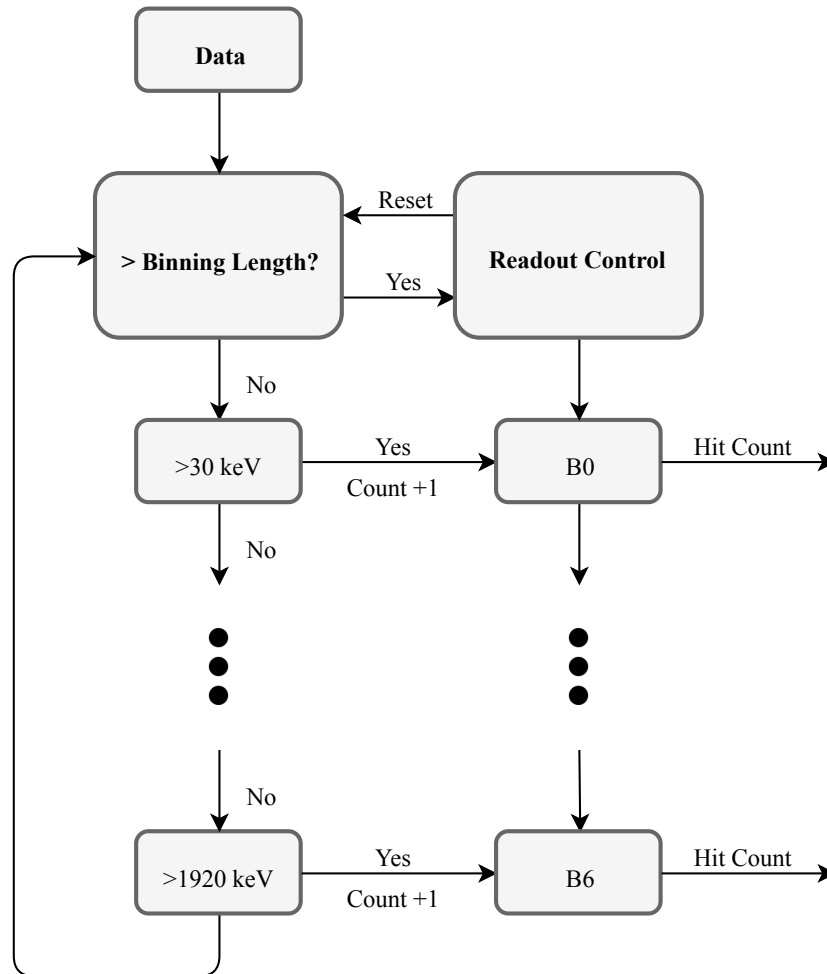 Data
Reset
> Binning Length?
Readout Control
Yes
No
>30 keV
Yes
Count +1
B0
Hit Count
No
No
>1920 keV
Yes
Count +1
B6
Hit Count